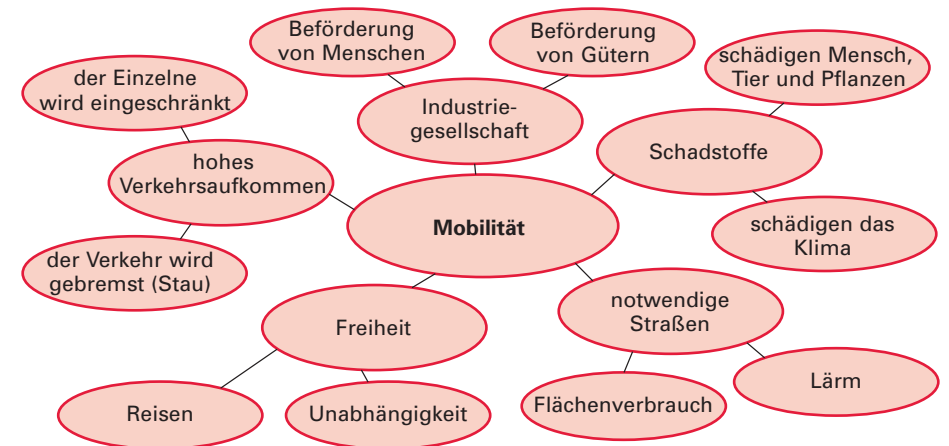 Beförderung
von Menschen
Beförderung
von Gütern
schädigen Mensch,
Tier und Pflanzen
der Einzelne
wird eingeschränkt
Industrie-
gesellschaft
Schadstoffe
hohes
Verkehrsaufkommen
Mobilität
schädigen das
Klima
der Verkehr wird
gebremst (Stau)
Freiheit
notwendige
Straßen
Reisen
Unabhängigkeit
Flächenverbrauch
Lärm